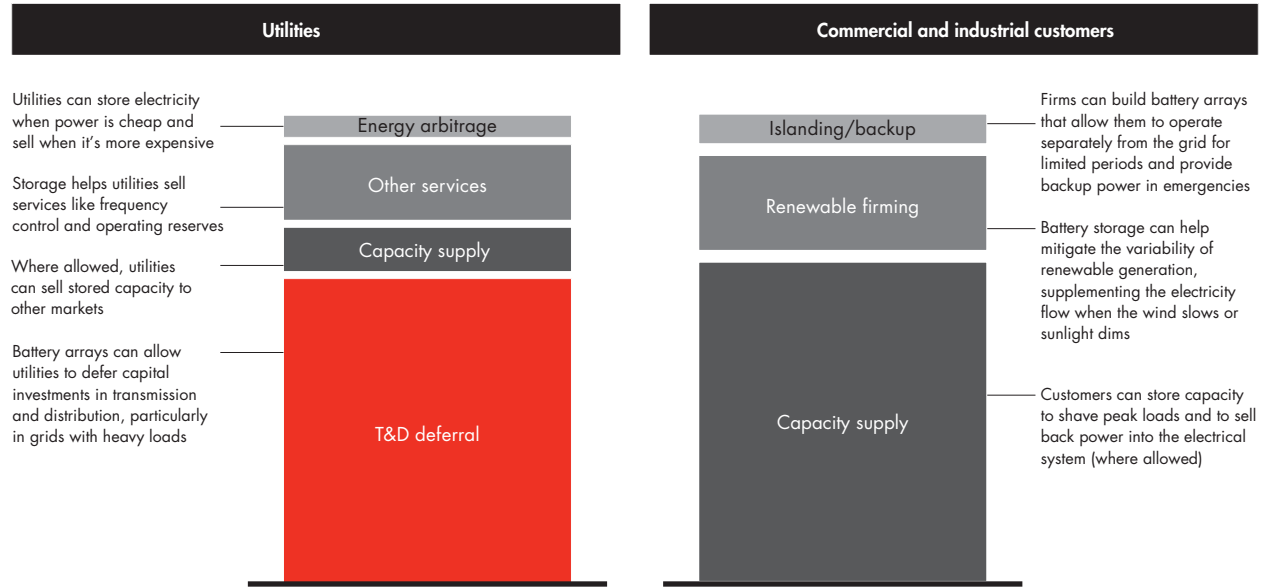 Utilities
Utilities can store electricity
when power is cheap and
sell when it's more expensive
Storage helps utilities sell
services like frequency
control and operating reserves
Where allowed, utilities
can sell stored capacity to
other markets
Battery arrays can allow
utilities to defer capital
investments in transmission
and distribution, particularly
in grids with heavy loads
Energy arbitrage
Other services
Capacity supply
T&D deferral
Commercial and industrial customers
Islanding/backup
Renewable firming
Capacity supply
Firms can build battery arrays
that allow them to operate
separately from the grid for
limited periods and provide
backup power in emergencies
Battery storage can help
mitigate the variability of
renewable generation,
supplementing the electricity
flow when the wind slows or
sunlight dims
Customers can store capacity
to shave peak loads and to sell
back power into the electrical
system (where allowed)